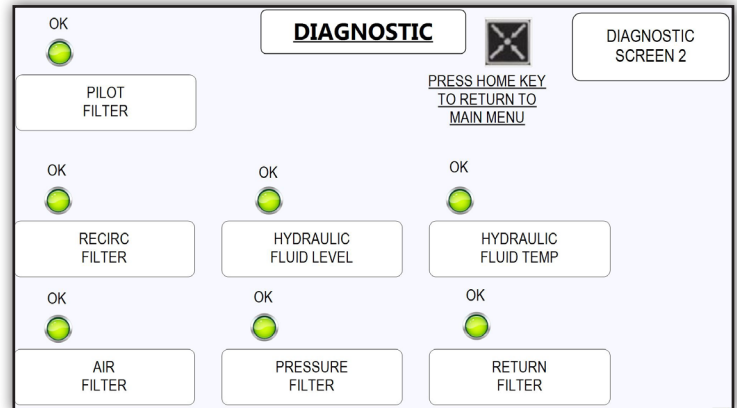 OK
DIAGNOSTIC
DIAGNOSTIC
SCREEN 2
PILOT
FILTER
PRESS HOME KEY
TO RETURN TO
MAIN MENU
OK
OK
OK
RECIRC
FILTER
HYDRAULIC
FLUID LEVEL
HYDRAULIC
FLUID TEMP
OK
OK
OK
AIR
FILTER
PRESSURE
FILTER
RETURN
FILTER